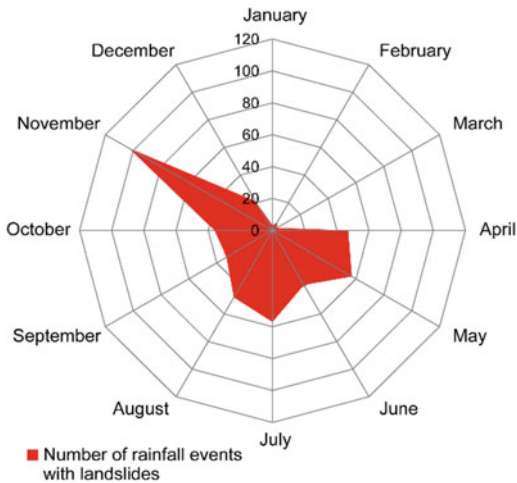 January
120
December
February
100
80
November
March
60
40
20
October
0
April
September
May
August
June
July
Number of rainfall events
with landslides